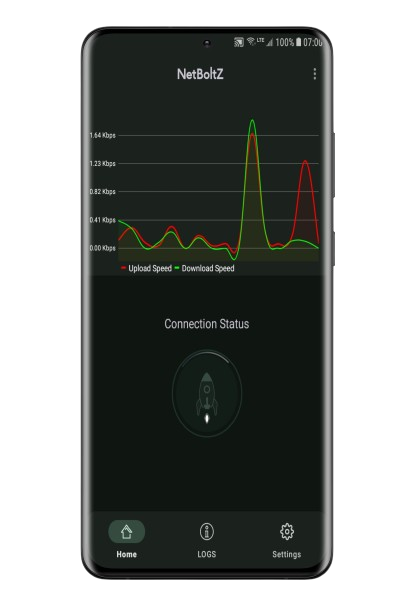 LTE 100% 07:00
NetBoltZ
1.64 Kbps
1.23 Kbps
0.82 Kbps
0.41 Kbps
0.00 Kbps
Upload Speed Download Speed
Connection Status
Home LOGS Settings